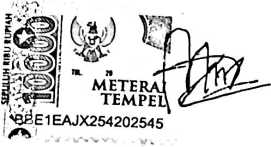 SEPULUH RIBU RUPIAH
10000
TGL. 20
METERAI
TEMPEL
BBE1EAJX254202545